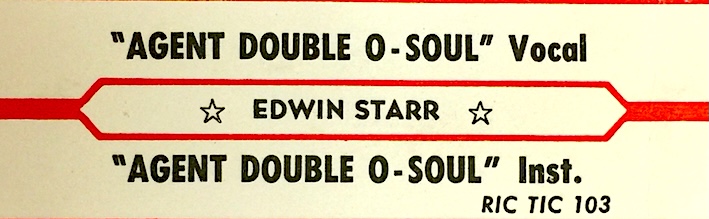 "AGENT DOUBLE O-SOUL" Vocal
☆ EDWIN STARR ☆
"AGENT DOUBLE O-SOUL" Inst.
RIC TIC 103